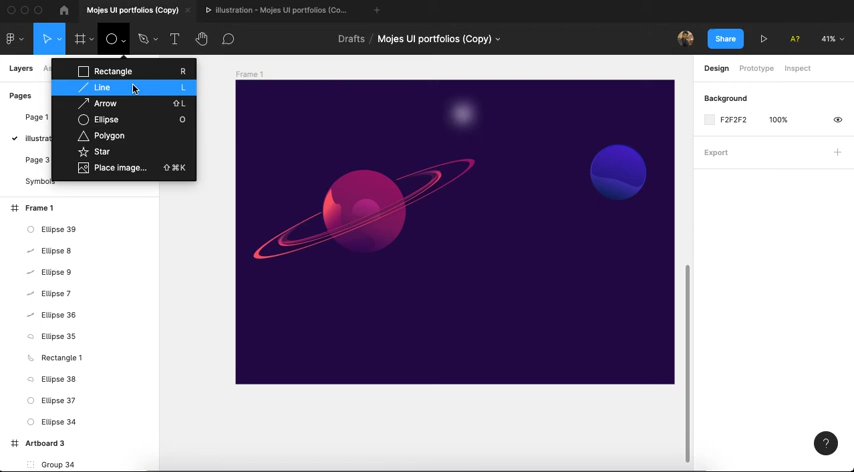 Mojes UI portfolios (Copy)
illustration - Mojes UI portfolios (Co...
Drafts / Mojes UI portfolios (Copy)
Share
A?
41%
Layers
As
Rectangle R
Line L
Arrow ⇧L
Ellipse O
Polygon
Star
Place image... ⇧⌘K
Pages
Page 1
illustrat
Page 3
Symbols
Frame 1
Ellipse 39
Ellipse 8
Ellipse 9
Ellipse 7
Ellipse 36
Ellipse 35
Rectangle 1
Ellipse 38
Ellipse 37
Ellipse 34
Artboard 3
Group 34
Frame 1
Design Prototype Inspect
Background
F2F2F2 100%
Export
?